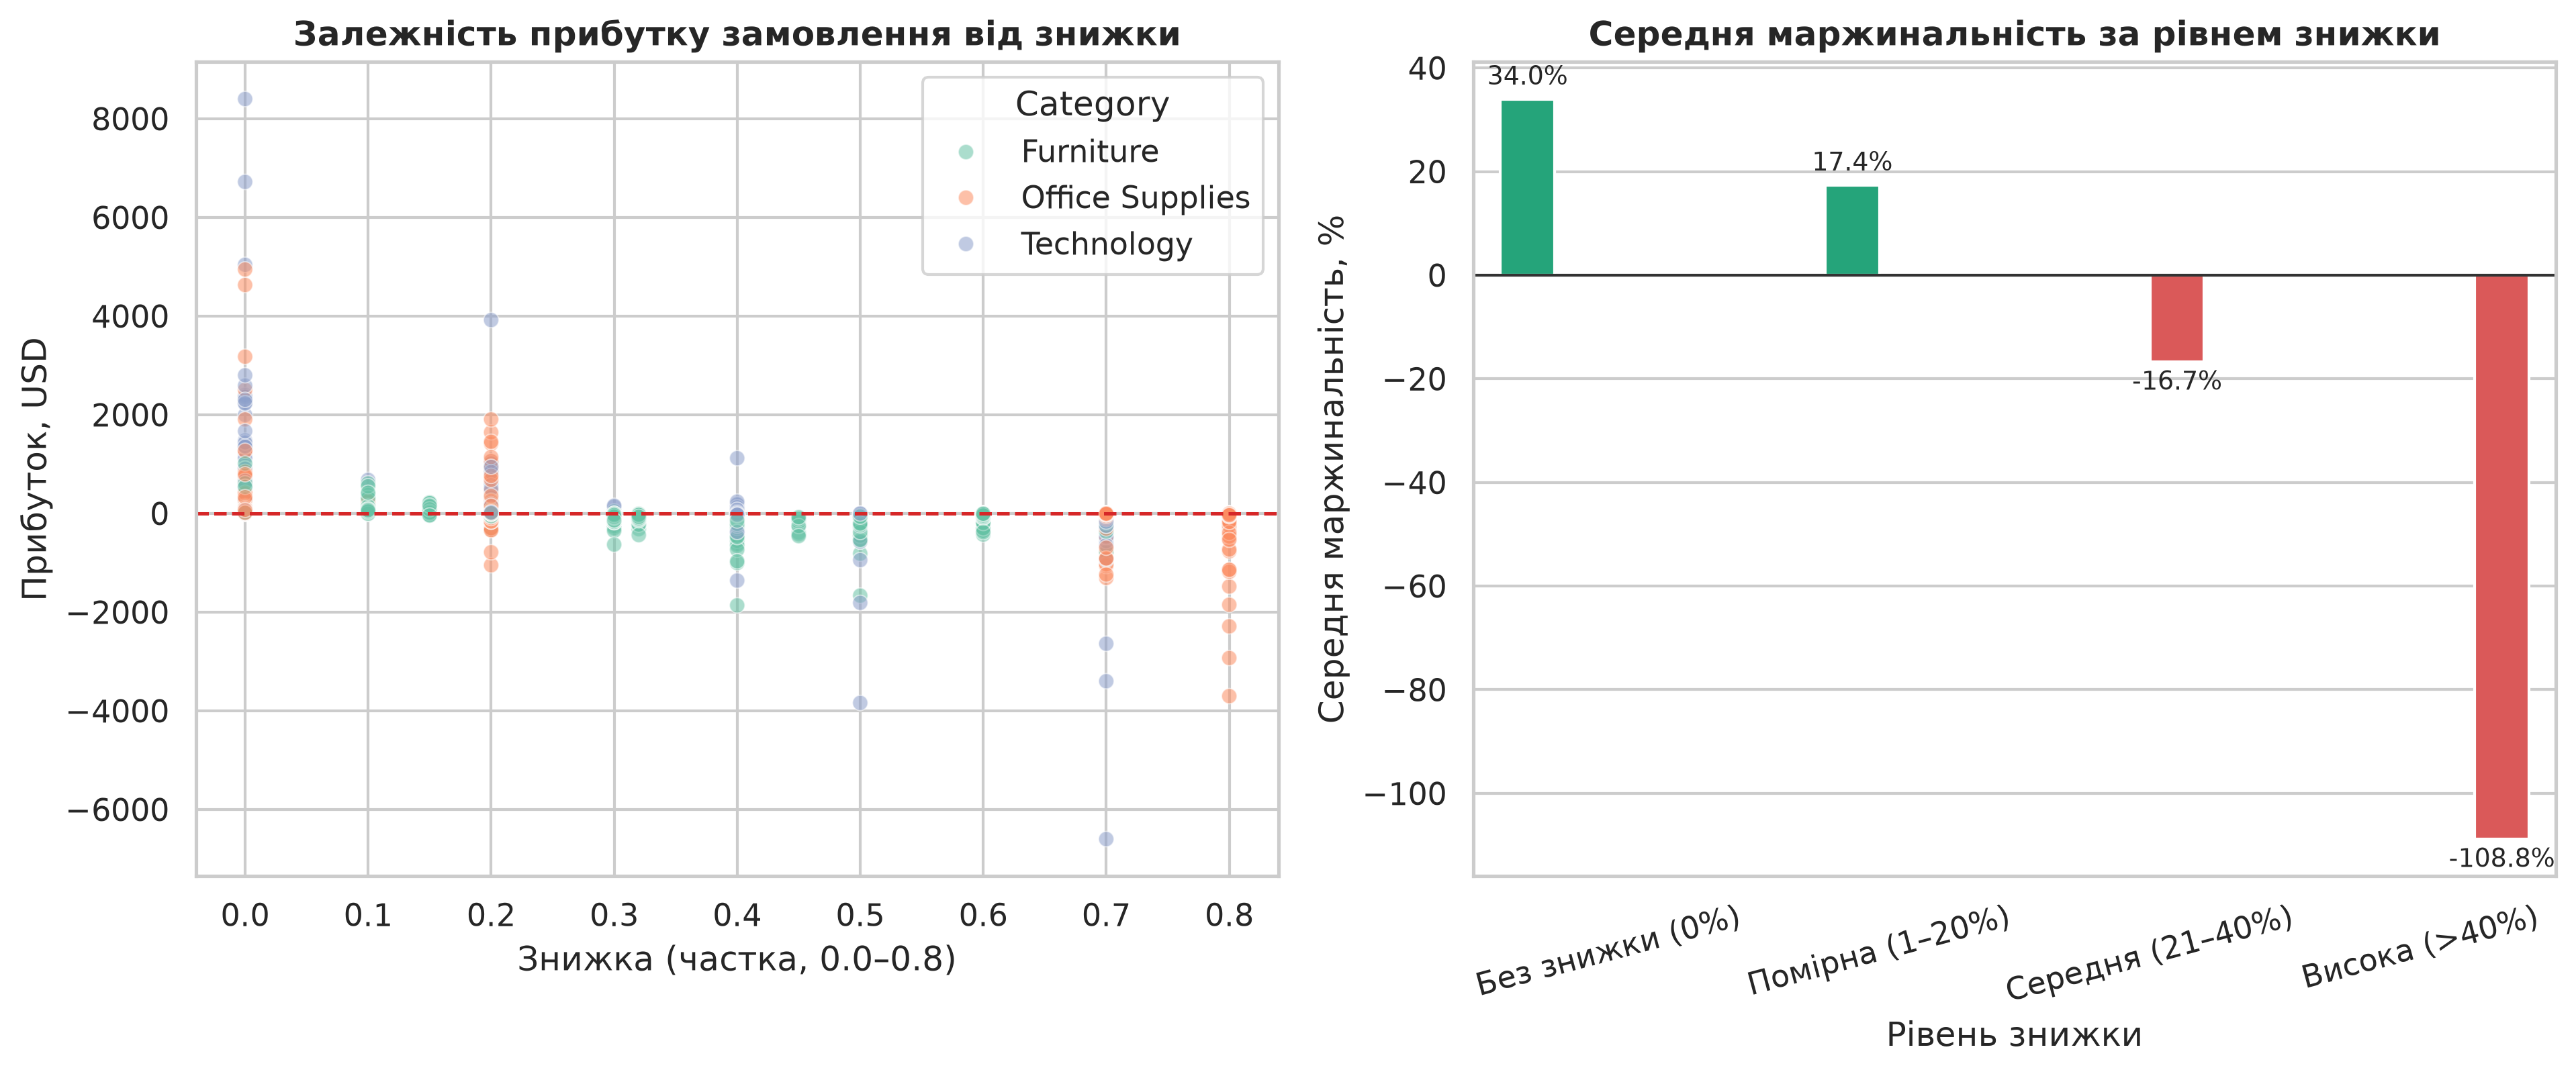 Залежність прибутку замовлення від знижки
Прибуток, USD
8000
6000
4000
2000
0
−2000
−4000
−6000
Category
Furniture
Office Supplies
Technology
0.0 0.1 0.2 0.3 0.4 0.5 0.6 0.7 0.8
Знижка (частка, 0.0–0.8)
Середня маржинальність за рівнем знижки
Середня маржинальність, %
40
20
0
−20
−40
−60
−80
−100
34.0%
17.4%
-16.7%
-108.8%
Без знижки (0%)
Помірна (1–20%)
Середня (21–40%)
Висока (>40%)
Рівень знижки